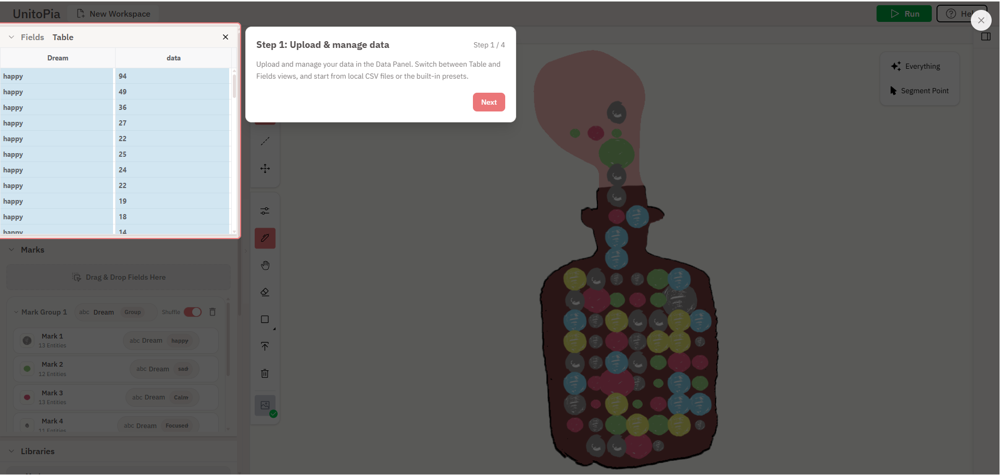 UnitoPia
New Workspace
Run
Help
Fields Table
Dream data
happy 94
happy 49
happy 36
happy 27
happy 22
happy 25
happy 24
happy 22
happy 19
happy 18
happy 14
Step 1: Upload & manage data
Step 1 / 4
Upload and manage your data in the Data Panel. Switch between Table and
Fields views, and start from local CSV files or the built-in presets.
Next
Everything
Segment Point
Marks
Drag & Drop Fields Here
Mark Group 1 abc Dream Group Shuffle
Mark 1
13 Entities
abc Dream happy
Mark 2
12 Entities
abc Dream sad
Mark 3
13 Entities
abc Dream Calm
Mark 4
11 Entities
abc Dream Focused
Libraries